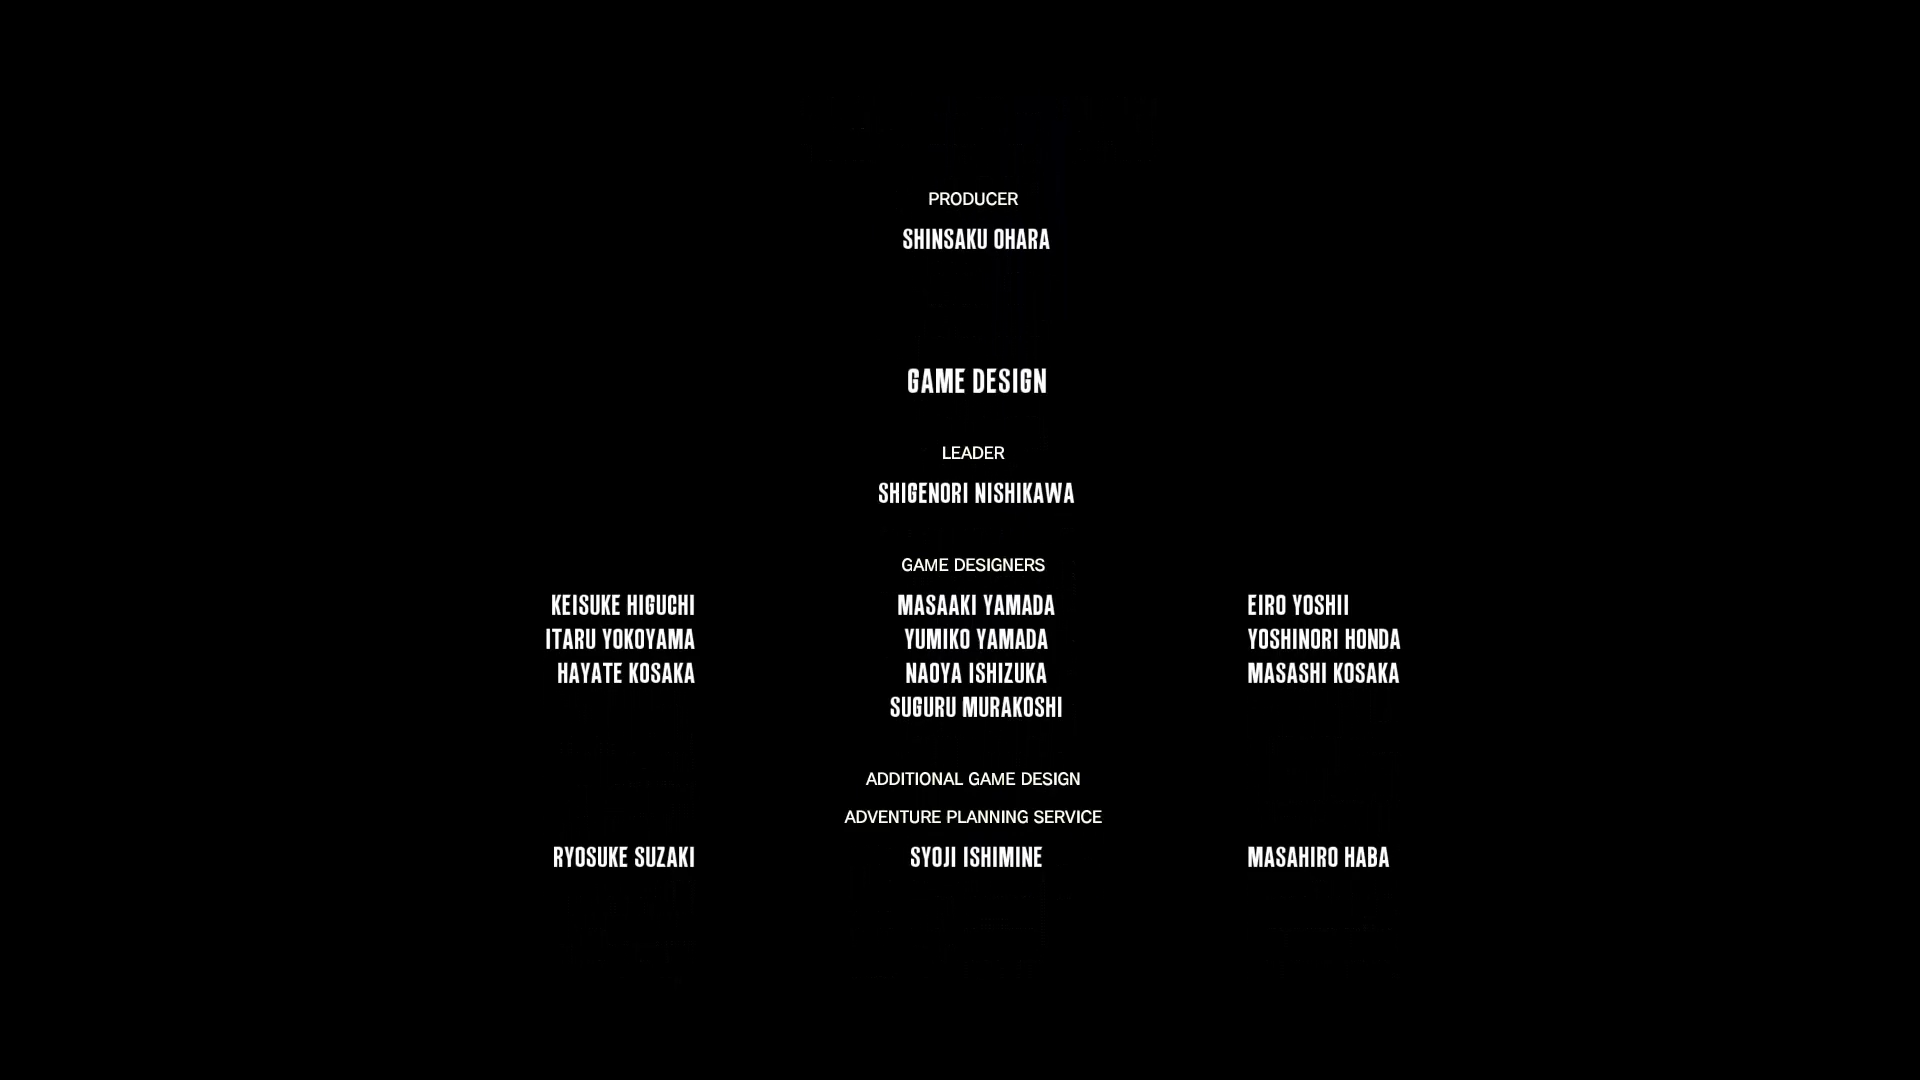 PRODUCER
SHINSAKU OHARA
GAME DESIGN
LEADER
SHIGENORI NISHIKAWA
GAME DESIGNERS
KEISUKE HIGUCHI MASAAKI YAMADA EIRO YOSHII
ITARU YOKOYAMA YUMIKO YAMADA YOSHINORI HONDA
HAYATE KOSAKA NAOYA ISHIZUKA MASASHI KOSAKA
SUGURU MURAKOSHI
ADDITIONAL GAME DESIGN
ADVENTURE PLANNING SERVICE
RYOSUKE SUZAKI SYOJI ISHIMINE MASAHIRO HABA